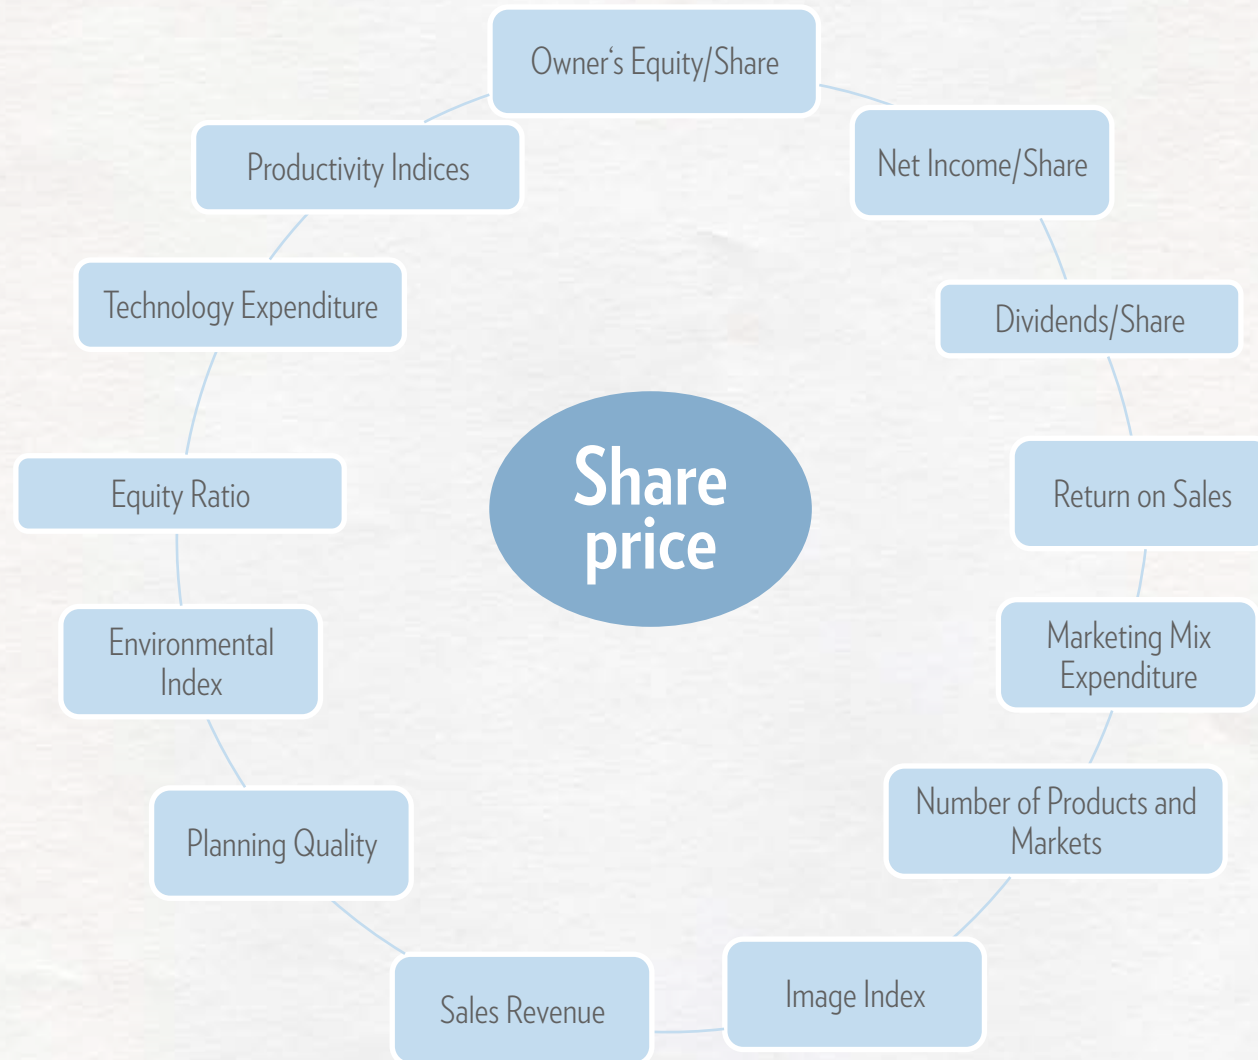 Owner‘s Equity/Share
Net Income/Share
Dividends/Share
Return on Sales
Marketing Mix
Expenditure
Number of Products and
Markets
Image Index
Sales Revenue
Planning Quality
Environmental
Index
Equity Ratio
Technology Expenditure
Productivity Indices
Share
price